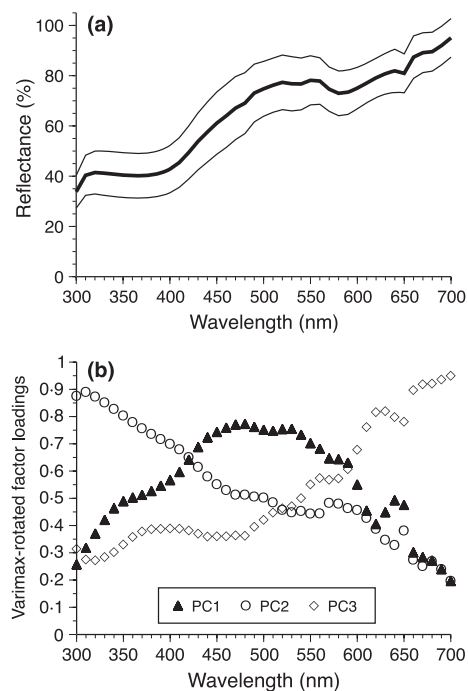 (a)
Reflectance (%)
100
80
60
40
20
0
300 350 400 450 500 550 600 650 700
Wavelength (nm)
(b)
Varimax-rotated factor loadings
1
0·9
0·8
0·7
0·6
0·5
0·4
0·3
0·2
0·1
0
PC1 PC2 PC3
300 350 400 450 500 550 600 650 700
Wavelength (nm)